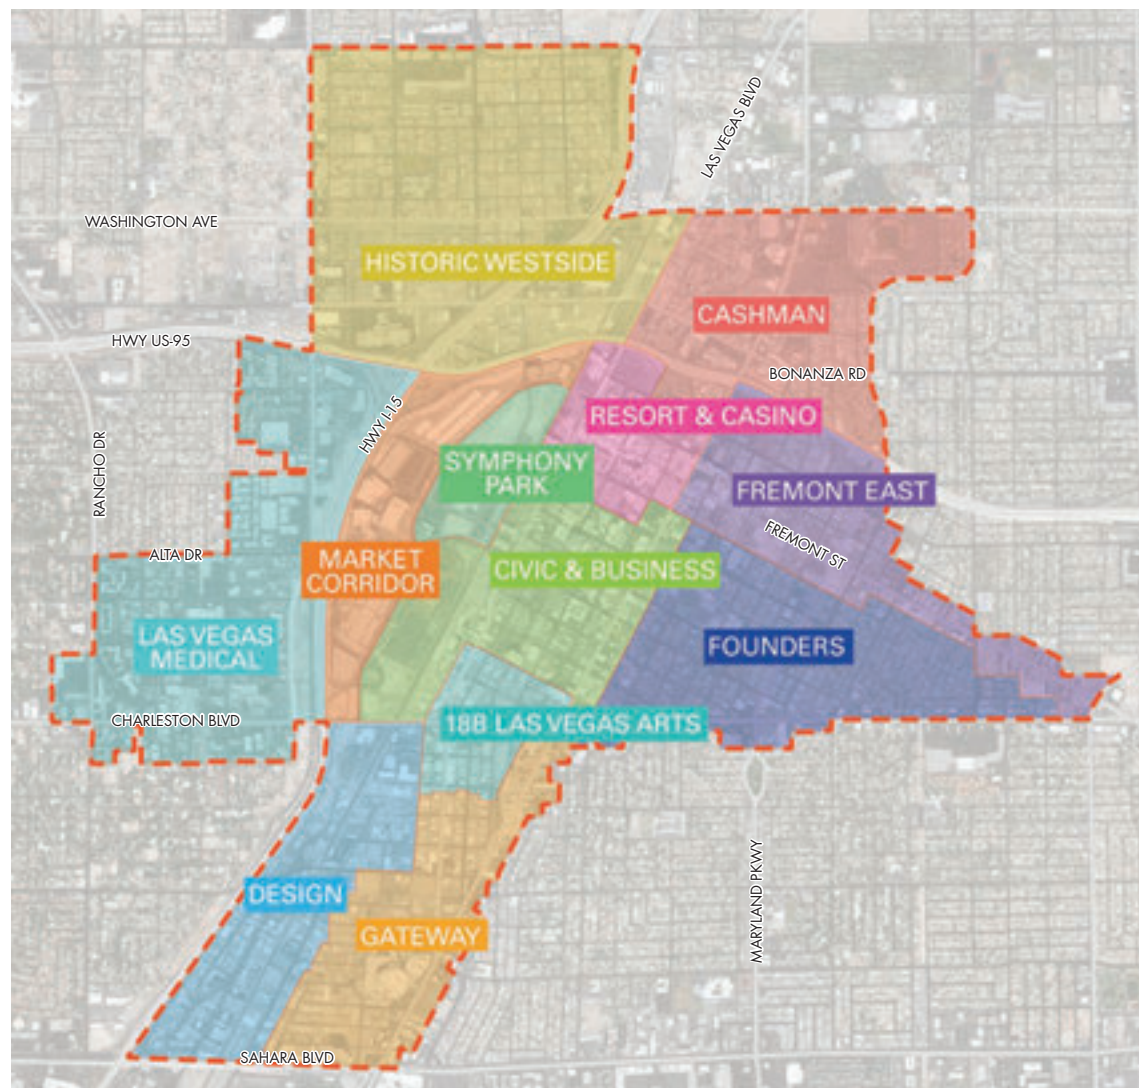 LAS VEGAS BLVD
WASHINGTON AVE
HISTORIC WESTSIDE
CASHMAN
HWY US-95
BONANZA RD
HWY I-15
RESORT & CASINO
RANCHO DR
SYMPHONY
PARK
FREMONT EAST
FREMONT ST
ALTA DR
MARKET
CORRIDOR
CIVIC & BUSINESS
LAS VEGAS
MEDICAL
FOUNDERS
CHARLESTON BLVD
18B LAS VEGAS ARTS
MARYLAND PKWY
DESIGN
GATEWAY
SAHARA BLVD